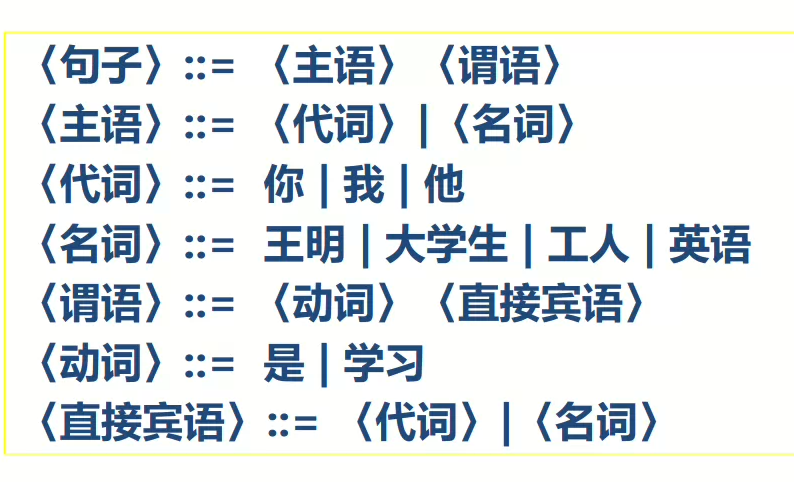 〈句子〉::= 〈主语〉〈谓语〉
〈主语〉::= 〈代词〉|〈名词〉
〈代词〉::= 你 | 我 | 他
〈名词〉::= 王明 | 大学生 | 工人 | 英语
〈谓语〉::= 〈动词〉〈直接宾语〉
〈动词〉::= 是 | 学习
〈直接宾语〉::= 〈代词〉|〈名词〉